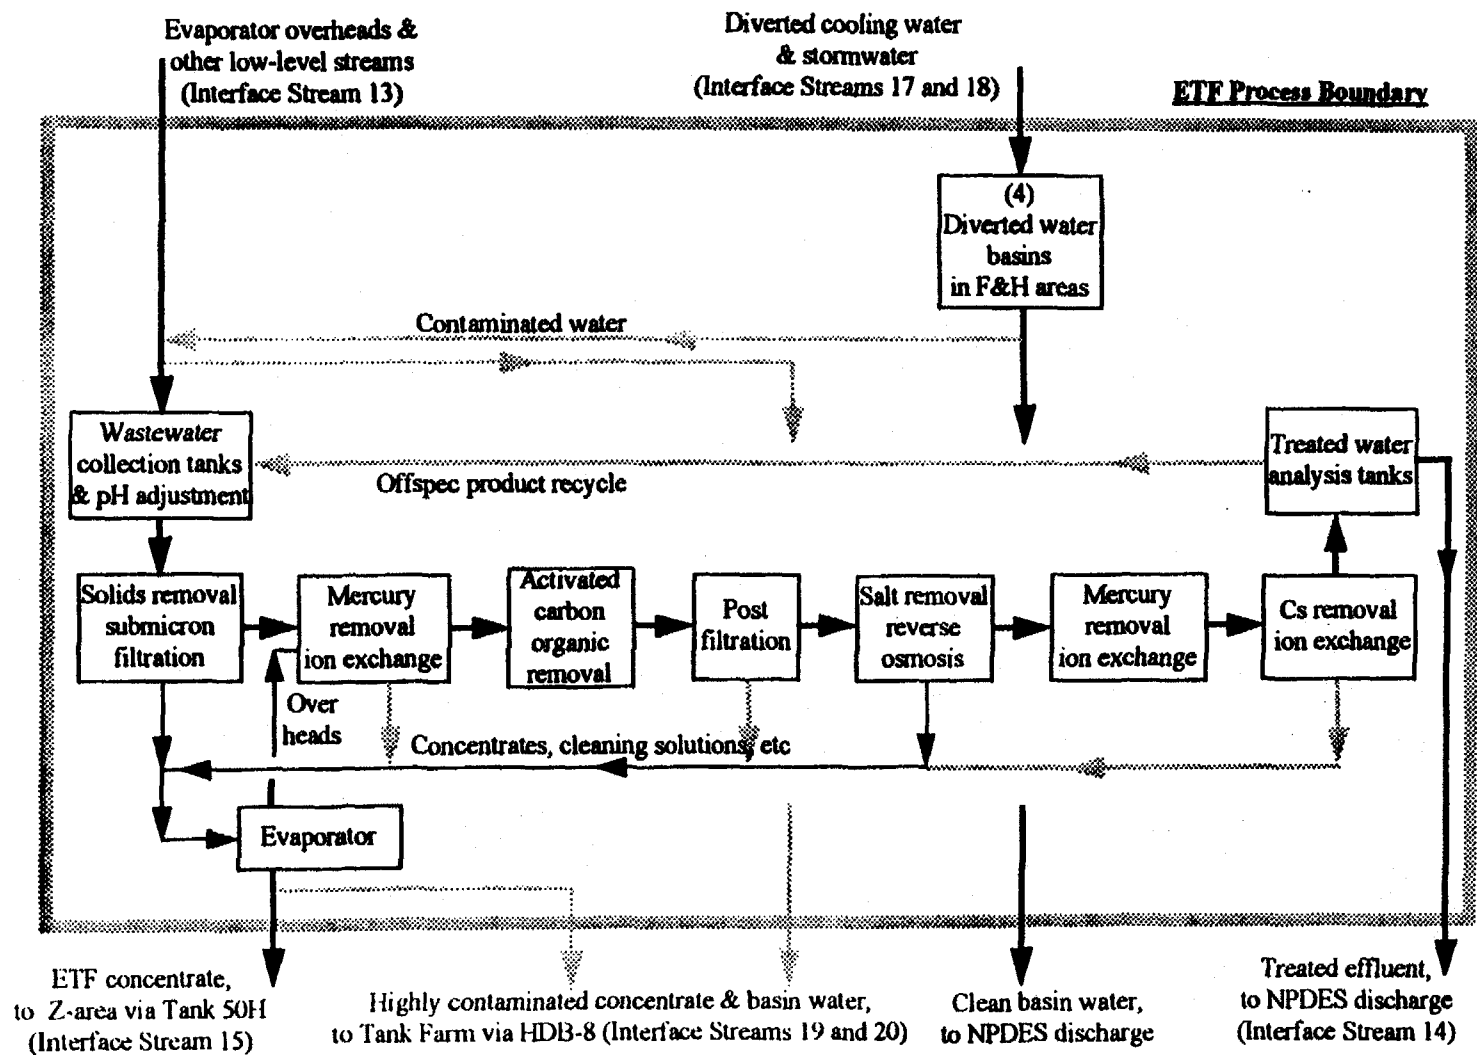 Evaporator overheads &
other low-level streams
(Interface Stream 13)
Diverted cooling water
& stormwater
(Interface Streams 17 and 18)
ETF Process Boundary
(4)
Diverted water
basins
in F&H areas
Contaminated water
Wastewater
collection tanks
& pH adjustment
Offspec product recycle
Treated water
analysis tanks
Solids removal
submicron
filtration
Mercury
removal
ion exchange
Activated
carbon
organic
removal
Post
filtration
Salt removal
reverse
osmosis
Mercury
removal
ion exchange
Cs removal
ion exchange
Over
heads
Concentrates, cleaning solutions, etc
Evaporator
ETF concentrate,
to Z-area via Tank 50H
(Interface Stream 15)
Highly contaminated concentrate & basin water,
to Tank Farm via HDB-8 (Interface Streams 19 and 20)
Clean basin water,
to NPDES discharge
Treated effluent,
to NPDES discharge
(Interface Stream 14)